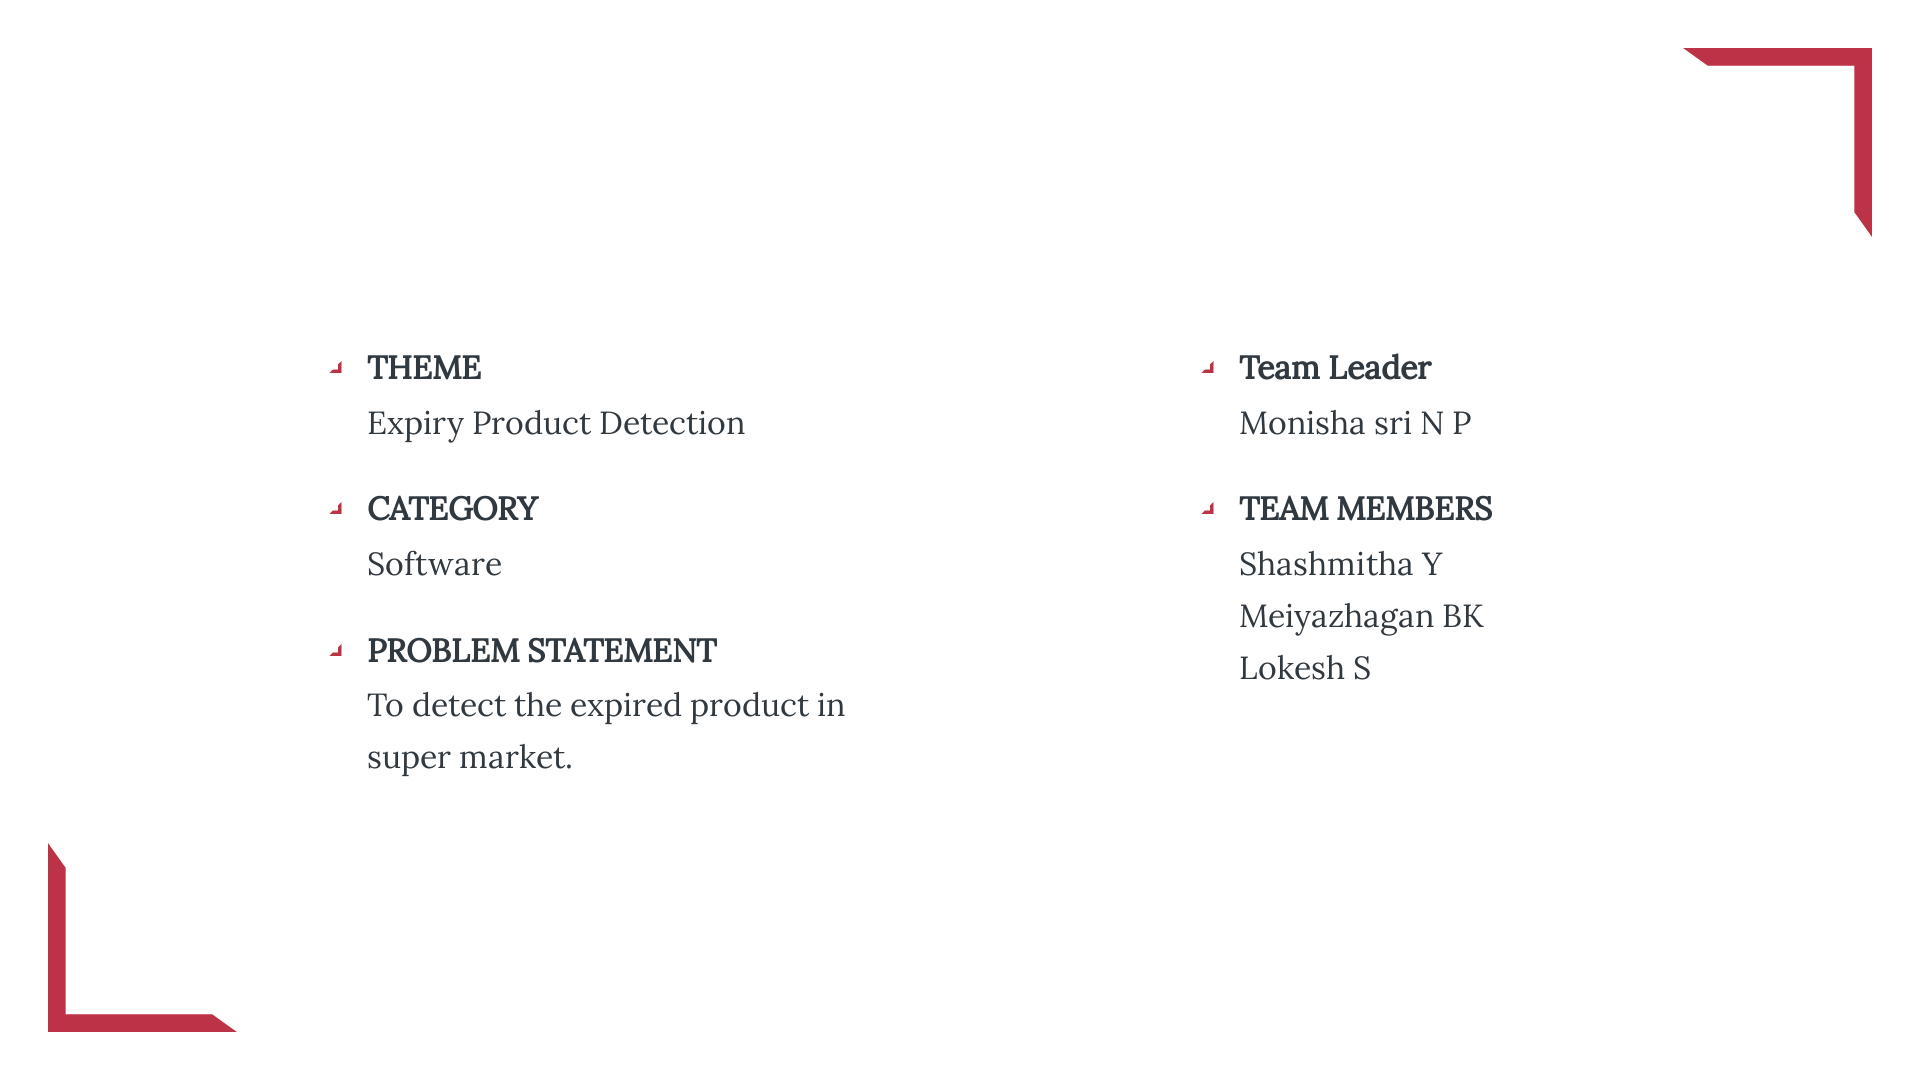 THEME
Expiry Product Detection
CATEGORY
Software
PROBLEM STATEMENT
To detect the expired product in
super market.
Team Leader
Monisha sri N P
TEAM MEMBERS
Shashmitha Y
Meiyazhagan BK
Lokesh S